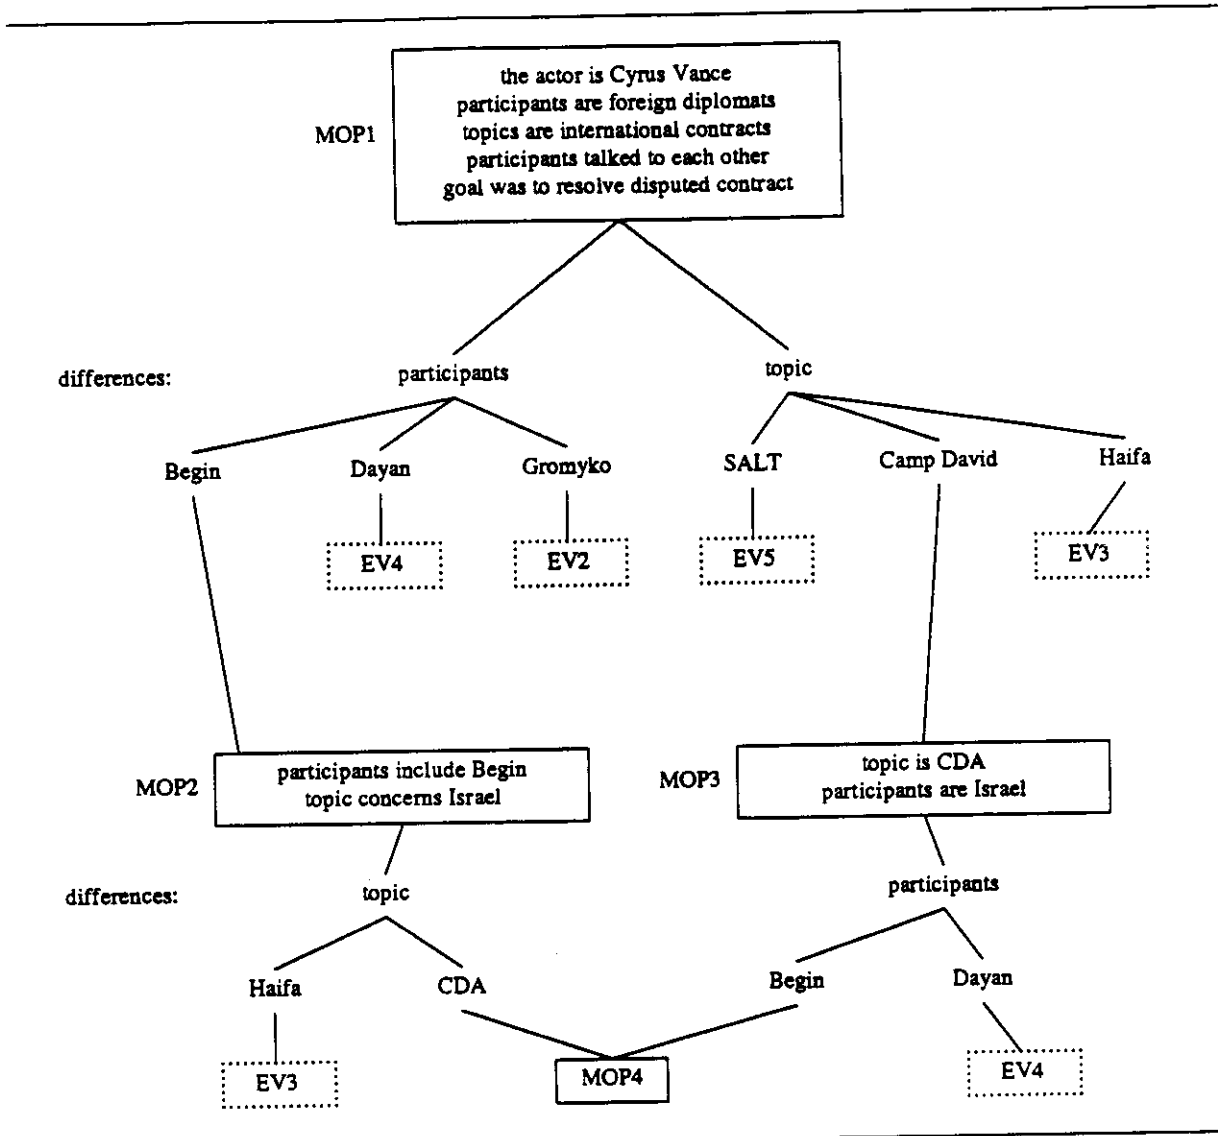 the actor is Cyrus Vance
participants are foreign diplomats
MOP1
topics are international contracts
participants talked to each other
goal was to resolve disputed contract
differences:
participants
topic
Begin
Dayan
Gromyko
SALT
Camp David
Haifa
EV4
EV2
EV5
EV3
MOP2
participants include Begin
topic concerns Israel
MOP3
topic is CDA
participants are Israel
differences:
topic
participants
Haifa
CDA
Begin
Dayan
EV3
MOP4
EV4